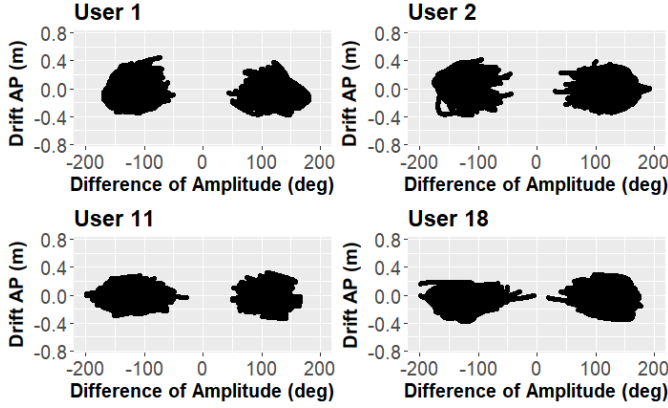 User 1
User 2
Drift AP (m)
0.8
0.4
0.0
-0.4
-0.8
-200 -100 0 100 200
Difference of Amplitude (deg)
Drift AP (m)
0.8
0.4
0.0
-0.4
-0.8
-200 -100 0 100 200
Difference of Amplitude (deg)
User 11
User 18
Drift AP (m)
0.8
0.4
0.0
-0.4
-0.8
-200 -100 0 100 200
Difference of Amplitude (deg)
Drift AP (m)
0.8
0.4
0.0
-0.4
-0.8
-200 -100 0 100 200
Difference of Amplitude (deg)